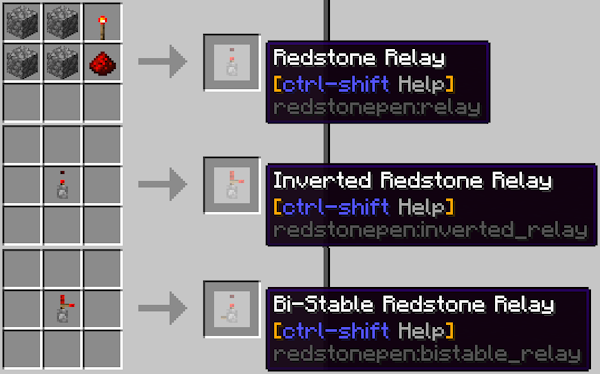 Redstone Relay
[ctrl-shift Help]
redstonepen:relay
Inverted Redstone Relay
[ctrl-shift Help]
redstonepen:inverted_relay
Bi-Stable Redstone Relay
[ctrl-shift Help]
redstonepen:bistable_relay